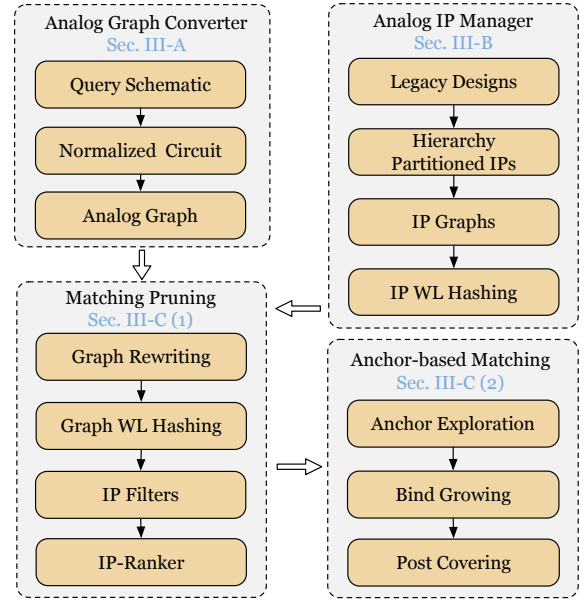 Analog Graph Converter
Sec. III-A
Query Schematic
Normalized Circuit
Analog Graph
Analog IP Manager
Sec. III-B
Legacy Designs
Hierarchy
Partitioned IPs
IP Graphs
IP WL Hashing
Matching Pruning
Sec. III-C (1)
Graph Rewriting
Graph WL Hashing
IP Filters
IP-Ranker
Anchor-based Matching
Sec. III-C (2)
Anchor Exploration
Bind Growing
Post Covering